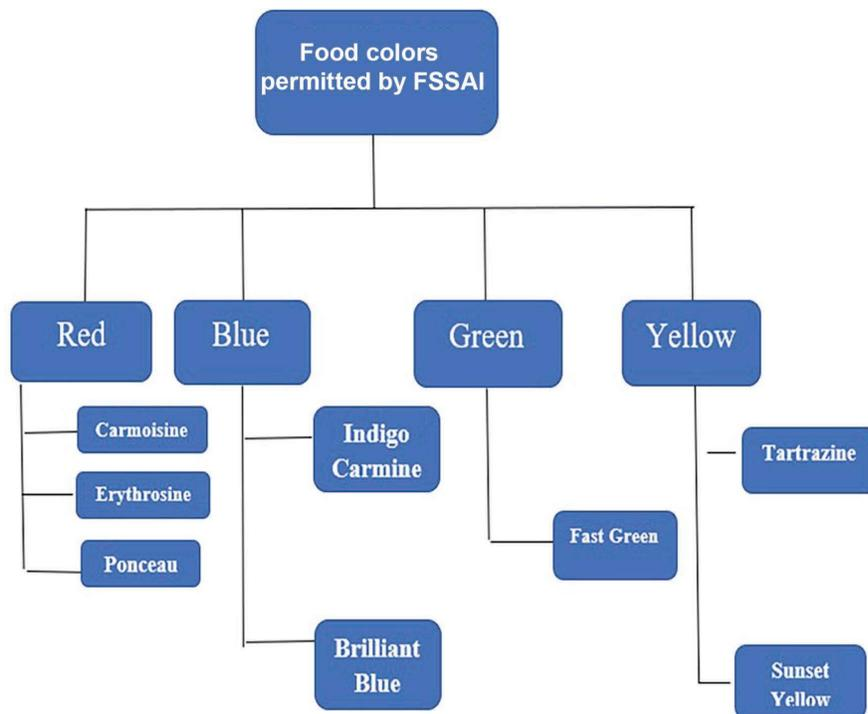 Food colors
permitted by FSSAI
Red
Blue
Green
Yellow
Carmoisine
Erythrosine
Ponceau
Indigo
Carmine
Brilliant
Blue
Fast Green
Tartrazine
Sunset
Yellow